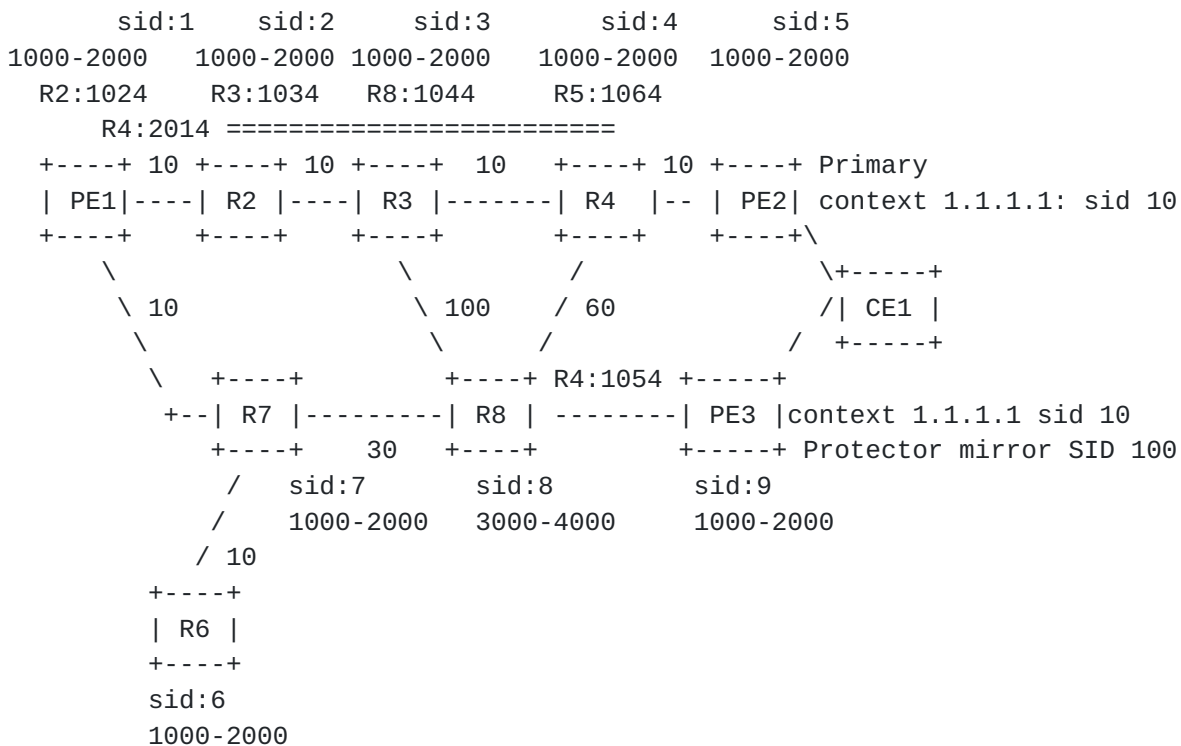 sid:1 sid:2 sid:3 sid:4 sid:5
1000-2000 1000-2000 1000-2000 1000-2000 1000-2000
R2:1024 R3:1034 R8:1044 R5:1064
R4:2014 =========================
+----+ 10 +----+ 10 +----+ 10 +----+ 10 +----+ Primary
| PE1|----| R2 |----| R3 |-------| R4 |-- | PE2| context 1.1.1.1: sid 10
+----+ +----+ +----+ +----+ +----+\
\ \ / \+-----+
\ 10 \ 100 / 60 /| CE1 |
\ \ / / +-----+
\ +----+ +----+ R4:1054 +-----+
+--| R7 |---------| R8 | --------| PE3 |context 1.1.1.1 sid 10
+----+ 30 +----+ +-----+ Protector mirror SID 100
/ sid:7 sid:8 sid:9
/ 1000-2000 3000-4000 1000-2000
/ 10
+----+
| R6 |
+----+
sid:6
1000-2000